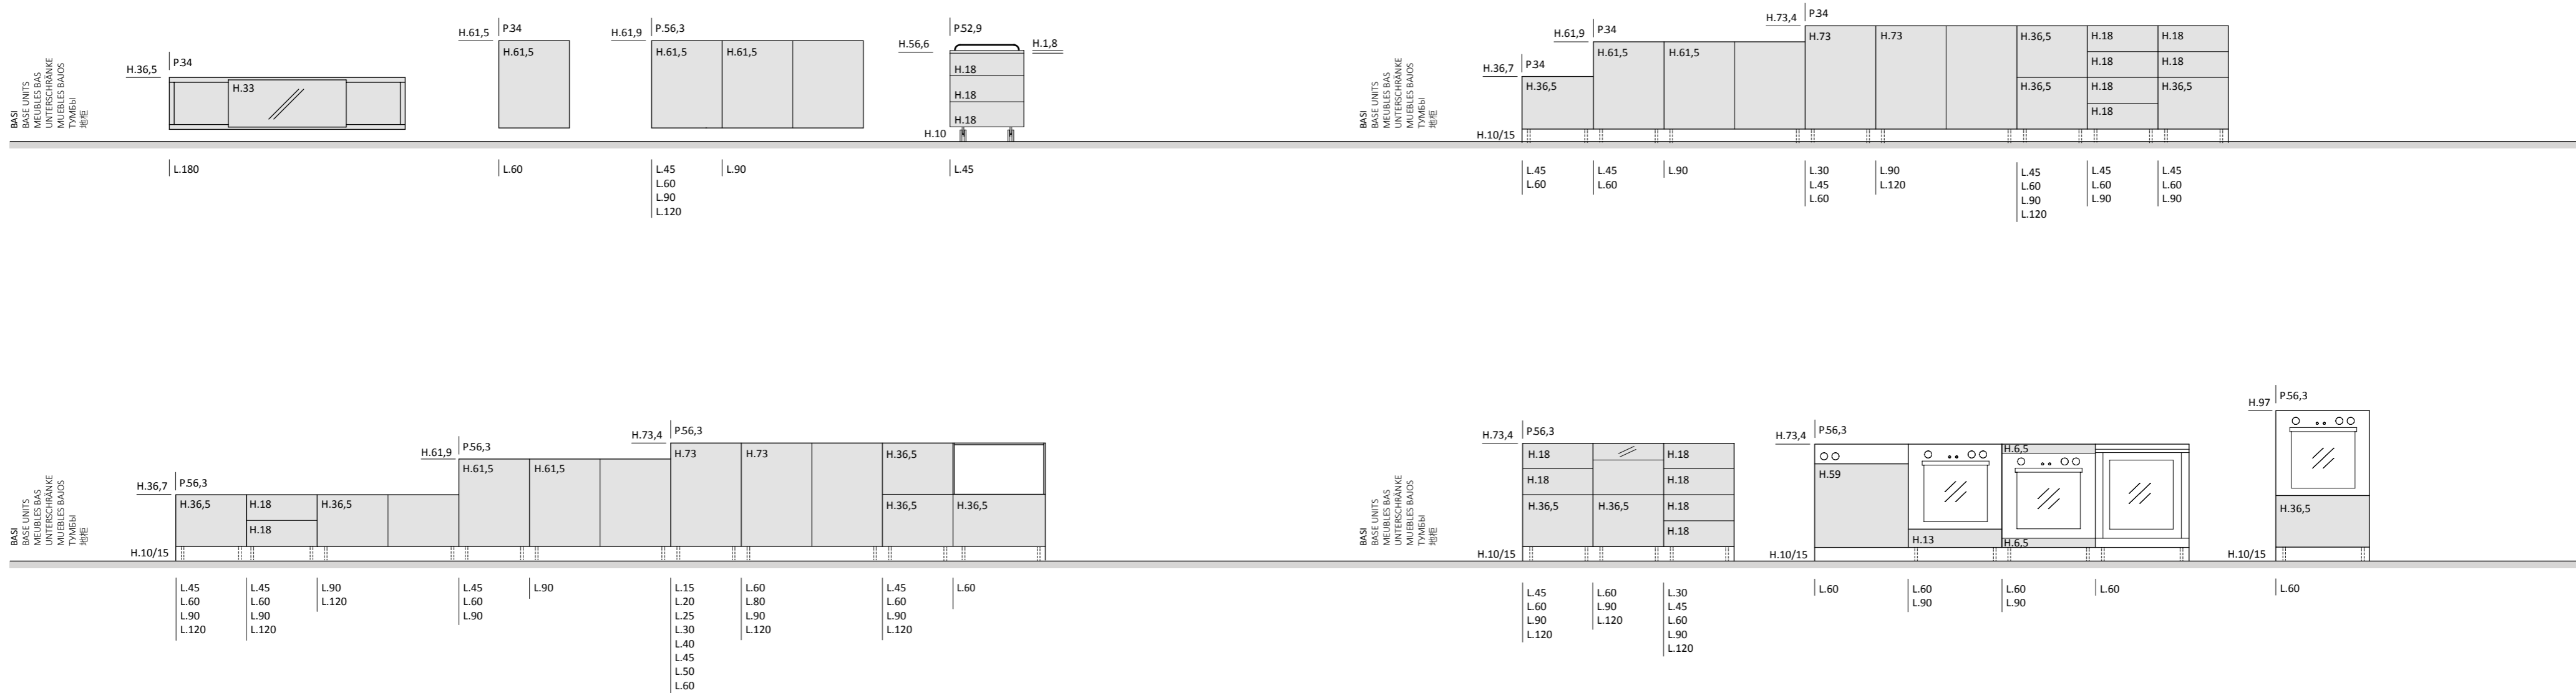 BASI
BASE UNITS
MEUBLES BAS
UNTERSCHRÄNKE
MUEBLES BAJOS
ТУМБЫ
地柜
H.36,5
P.34
H.33
L.180
H.61,5
P.34
H.61,5
L.60
H.61,9
P.56,3
H.61,5
H.61,5
L.45
L.60
L.90
L.120
L.90
P.52,9
H.56,6
H.1,8
H.18
H.18
H.18
H.10
L.45
BASI
BASE UNITS
MEUBLES BAS
UNTERSCHRÄNKE
MUEBLES BAJOS
ТУМБЫ
地柜
H.36,7
P.34
H.36,5
H.10/15
L.45
L.60
H.61,9
P.34
H.61,5
H.61,5
L.45
L.60
L.90
H.73,4
P.34
H.73
H.73
H.36,5
H.36,5
H.18
H.18
H.18
H.18
H.18
H.18
H.36,5
L.30
L.45
L.60
L.90
L.120
L.45
L.60
L.90
L.120
L.45
L.60
L.90
L.45
L.60
L.90
BASI
BASE UNITS
MEUBLES BAS
UNTERSCHRÄNKE
MUEBLES BAJOS
ТУМБЫ
地柜
H.36,7
P.56,3
H.36,5
H.18
H.18
H.36,5
H.10/15
L.45
L.60
L.90
L.120
L.45
L.60
L.90
L.120
L.90
L.120
H.61,9
P.56,3
H.61,5
H.61,5
L.45
L.60
L.90
L.90
H.73,4
P.56,3
H.73
H.73
H.36,5
H.36,5
H.36,5
L.15
L.20
L.25
L.30
L.40
L.45
L.50
L.60
L.60
L.80
L.90
L.120
L.45
L.60
L.90
L.120
L.60
BASI
BASE UNITS
MEUBLES BAS
UNTERSCHRÄNKE
MUEBLES BAJOS
ТУМБЫ
地柜
H.73,4
P.56,3
H.18
H.18
H.36,5
H.36,5
H.18
H.18
H.18
H.18
H.10/15
L.45
L.60
L.90
L.120
L.60
L.90
L.120
L.30
L.45
L.60
L.90
L.120
H.73,4
P.56,3
H.59
H.13
H.6,5
H.6,5
H.10/15
L.60
L.60
L.90
L.60
L.90
L.60
H.97
P.56,3
H.36,5
H.10/15
L.60